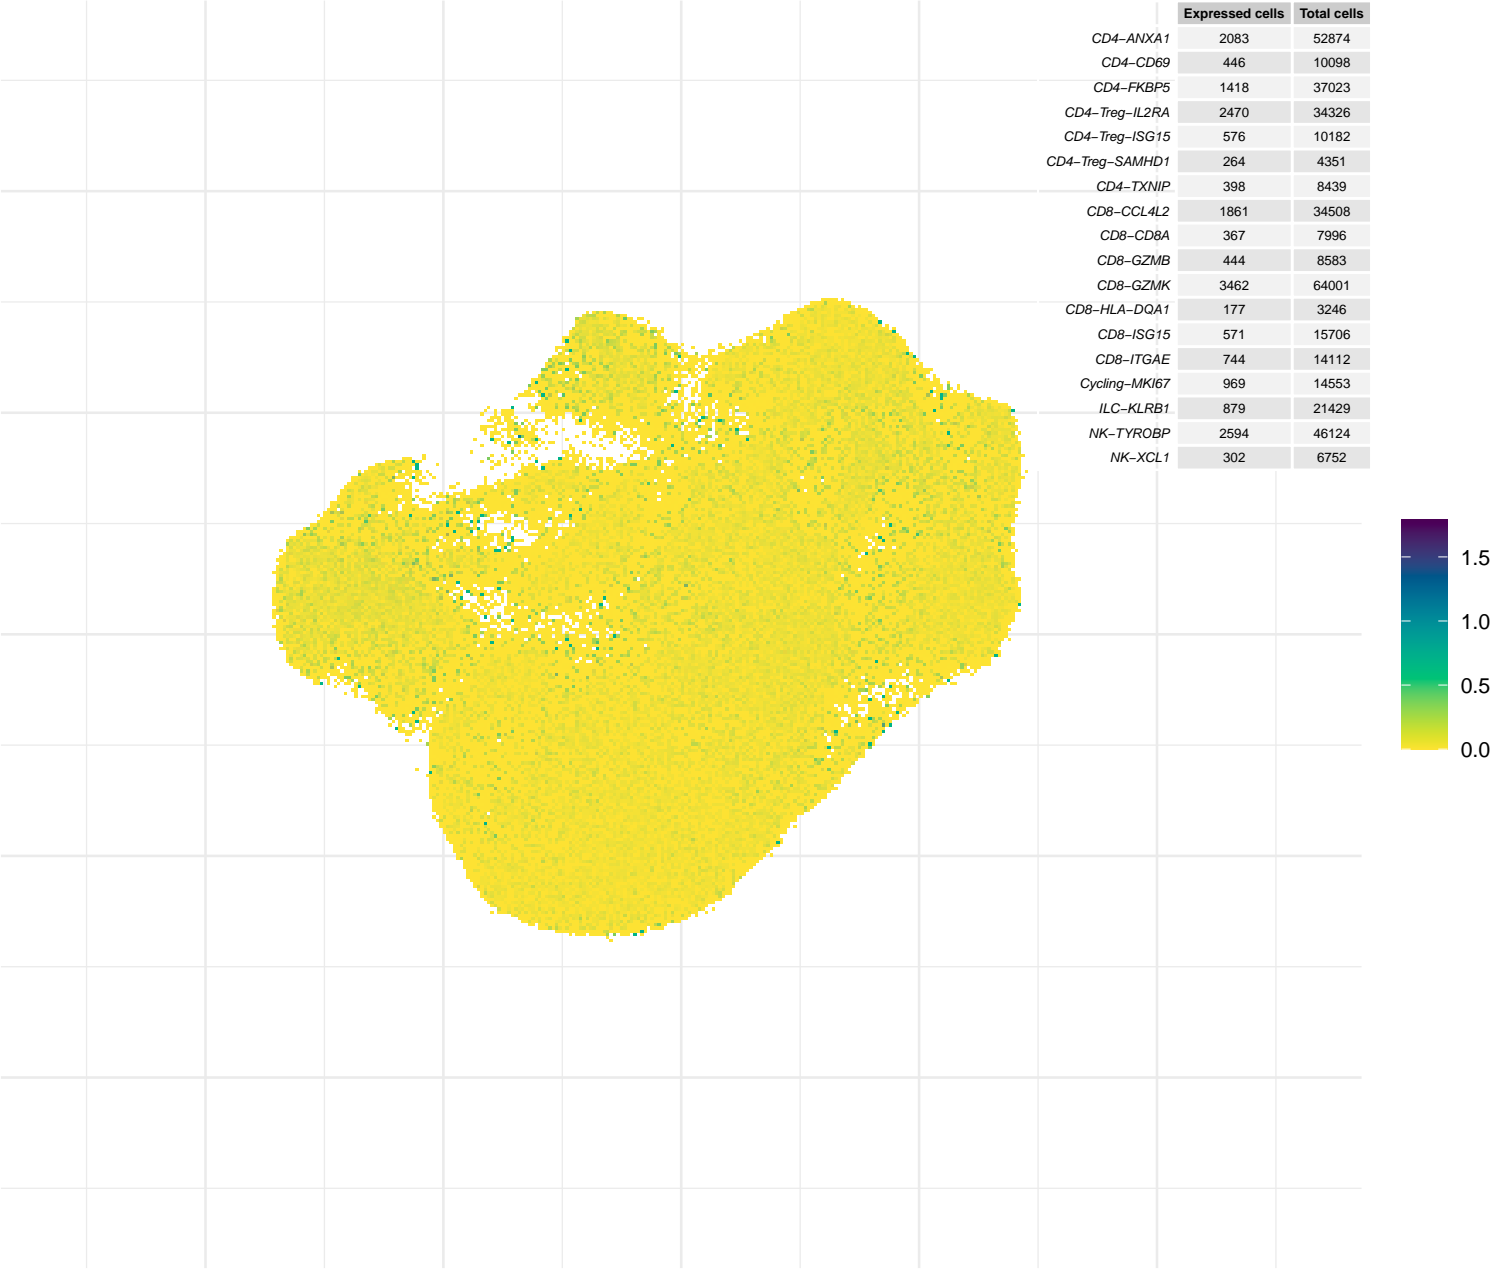 Expressed cells Total cells
CD4−ANXA1 2083 52874
CD4−CD69 446 10098
CD4−FKBP5 1418 37023
CD4−Treg−IL2RA 2470 34326
CD4−Treg−ISG15 576 10182
CD4−Treg−SAMHD1 264 4351
CD4−TXNIP 398 8439
CD8−CCL4L2 1861 34508
CD8−CD8A 367 7996
CD8−GZMB 444 8583
CD8−GZMK 3462 64001
CD8−HLA−DQA1 177 3246
CD8−ISG15 571 15706
CD8−ITGAE 744 14112
Cycling−MKI67 969 14553
ILC−KLRB1 879 21429
NK−TYROBP 2594 46124
NK−XCL1 302 6752
1.5
1.0
0.5
0.0